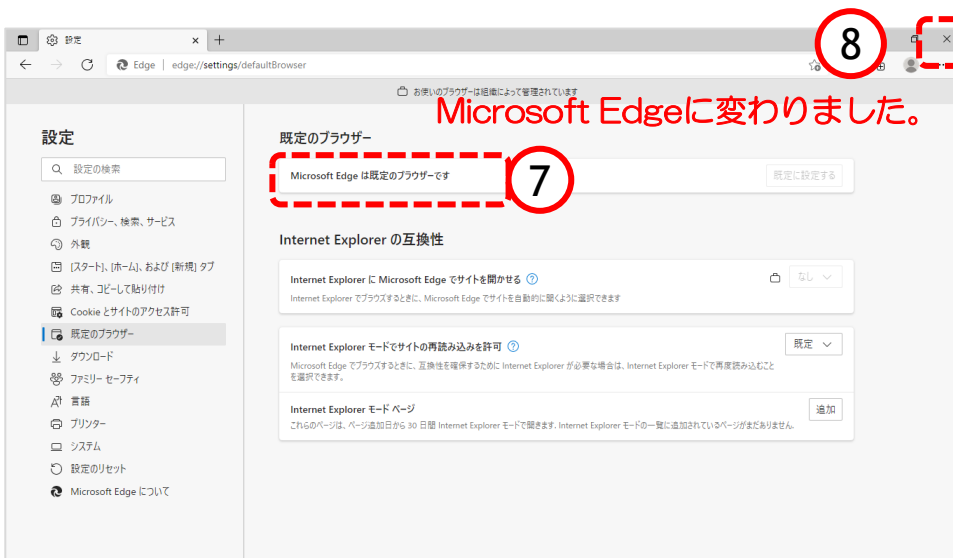 設定
8
Edge | edge://settings/defaultBrowser
お使いのブラウザーは組織によって管理されています
Microsoft Edgeに変わりました。
設定
設定の検索
プロファイル
プライバシー、検索、サービス
外観
[スタート]、[ホーム]、および [新規] タブ
共有、コピーして貼り付け
Cookie とサイトのアクセス許可
既定のブラウザー
ダウンロード
ファミリー セーフティ
言語
プリンター
システム
設定のリセット
Microsoft Edge について
既定のブラウザー
Microsoft Edge は既定のブラウザーです
7
既定に設定する
Internet Explorer の互換性
Internet Explorer に Microsoft Edge でサイトを開かせる
なし
Internet Explorer でブラウズするときに、Microsoft Edge でサイトを自動的に開くように選択できます
Internet Explorer モードでサイトの再読み込みを許可
既定
Microsoft Edge でブラウズするときに、互換性を確保するために Internet Explorer が必要な場合は、Internet Explorer モードで再度読み込むこと
を選択できます。
Internet Explorer モード ページ
追加
これらのページは、ページ追加日から 30 日間 Internet Explorer モードで開きます. Internet Explorer モードの一覧に追加されているページがまだありません.